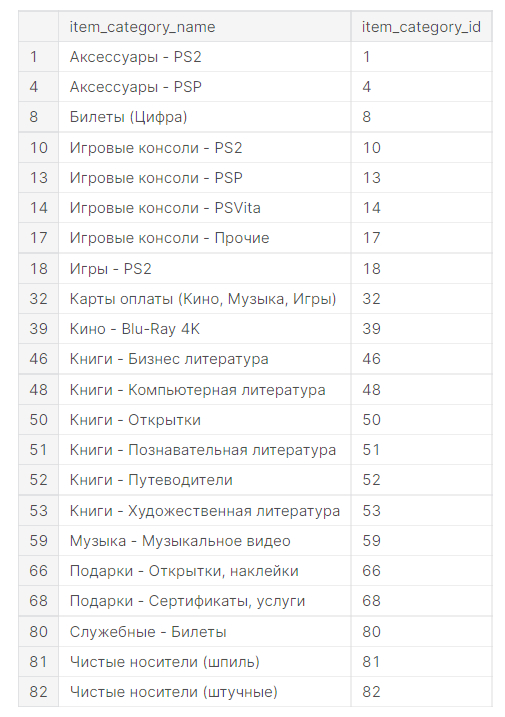 item_category_name item_category_id
1 Аксессуары - PS2 1
4 Аксессуары - PSP 4
8 Билеты (Цифра) 8
10 Игровые консоли - PS2 10
13 Игровые консоли - PSP 13
14 Игровые консоли - PSVita 14
17 Игровые консоли - Прочие 17
18 Игры - PS2 18
32 Карты оплаты (Кино, Музыка, Игры) 32
39 Кино - Blu-Ray 4K 39
46 Книги - Бизнес литература 46
48 Книги - Компьютерная литература 48
50 Книги - Открытки 50
51 Книги - Познавательная литература 51
52 Книги - Путеводители 52
53 Книги - Художественная литература 53
59 Музыка - Музыкальное видео 59
66 Подарки - Открытки, наклейки 66
68 Подарки - Сертификаты, услуги 68
80 Служебные - Билеты 80
81 Чистые носители (шпиль) 81
82 Чистые носители (штучные) 82